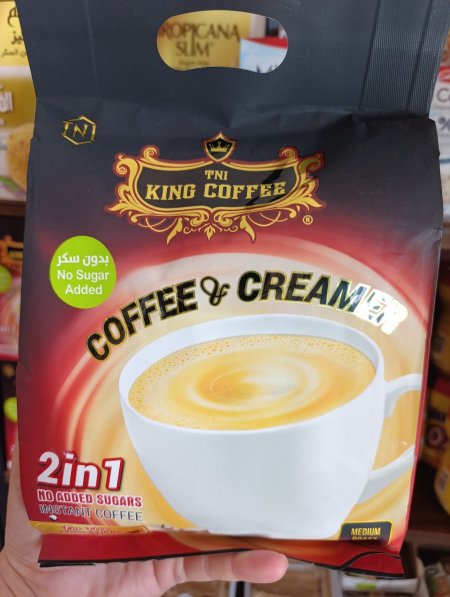 TROPICANA
SLIM
TNI
KING COFFEE
®
بدون سكر
No Sugar
Added
COFFEE & CREAMER
2in1
NO ADDED SUGARS
INSTANT COFFEE
MEDIUM
ROAST